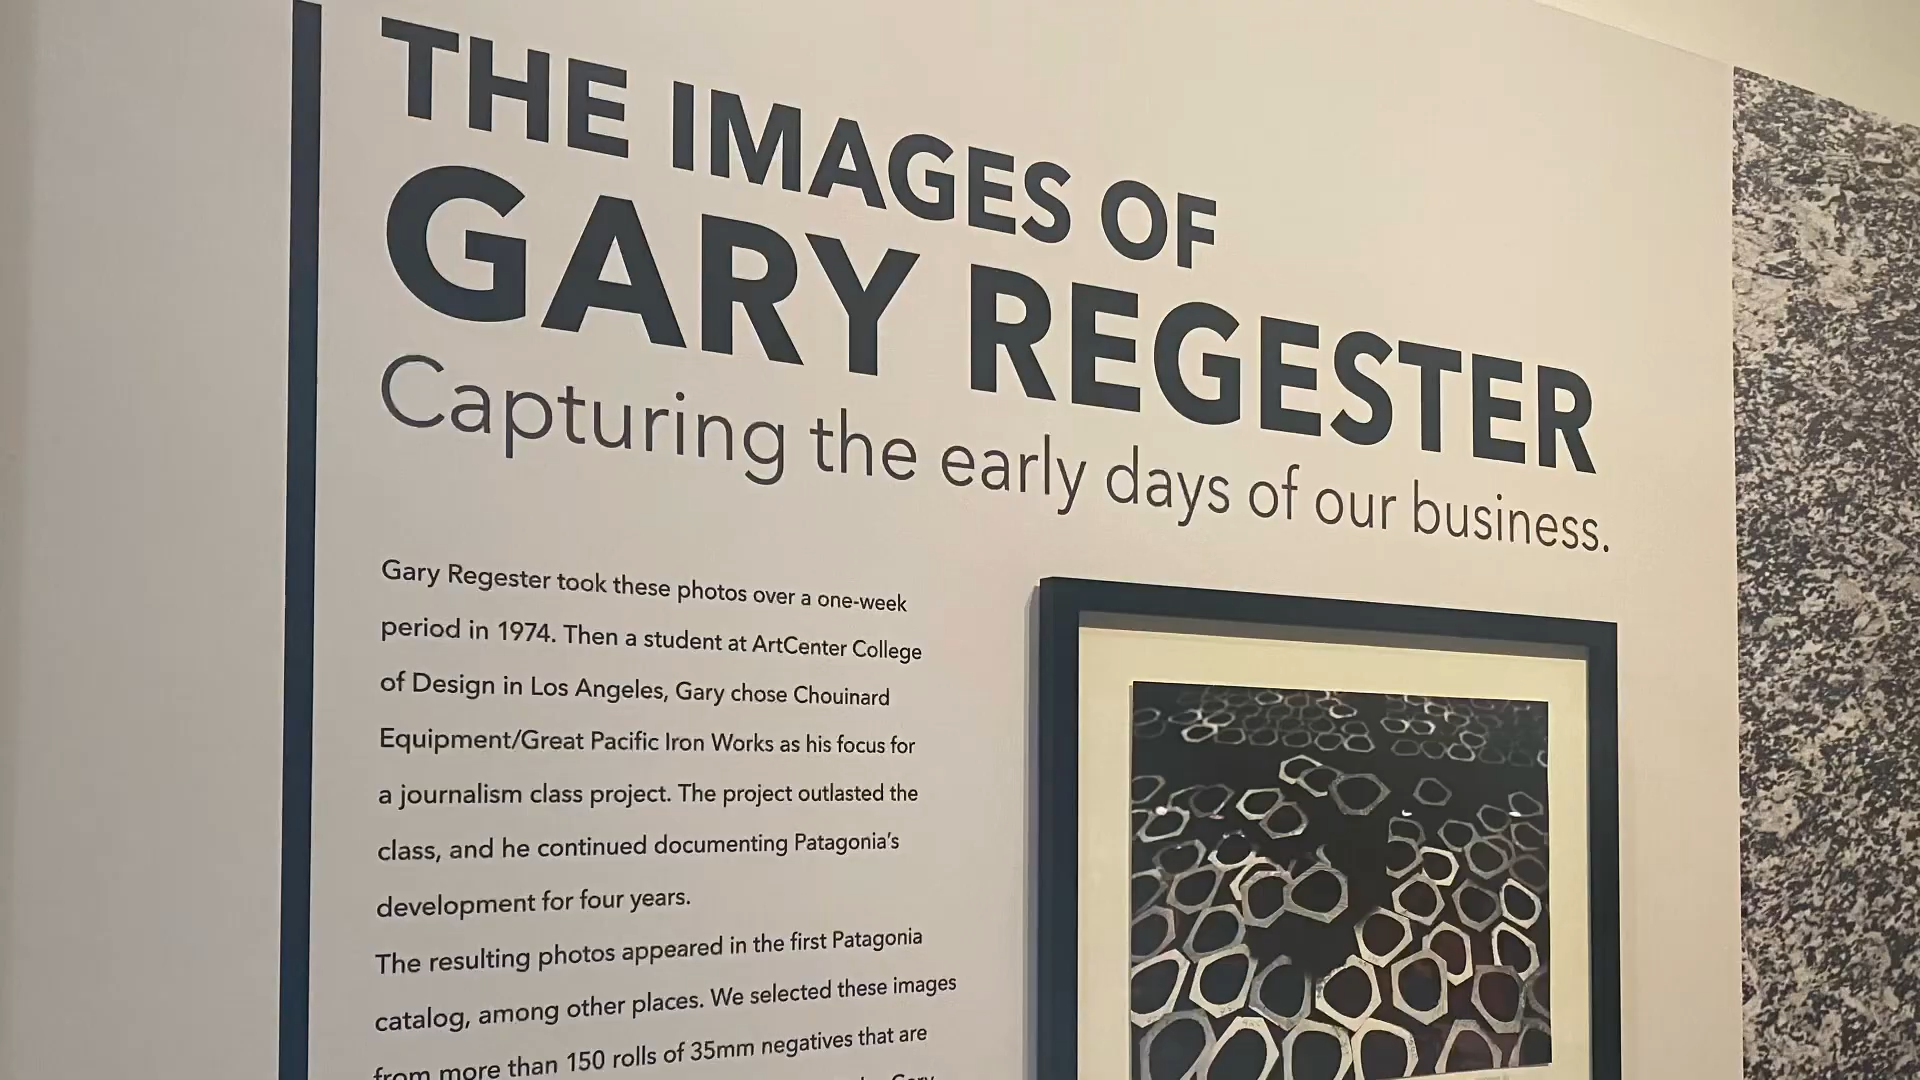 THE IMAGES OF
GARY REGESTER
Capturing the early days of our business.
Gary Regester took these photos over a one-week
period in 1974. Then a student at ArtCenter College
of Design in Los Angeles, Gary chose Chouinard
Equipment/Great Pacific Iron Works as his focus for
a journalism class project. The project outlasted the
class, and he continued documenting Patagonia's
development for four years.
The resulting photos appeared in the first Patagonia
catalog, among other places. We selected these images
from more than 150 rolls of 35mm negatives that are
Gary